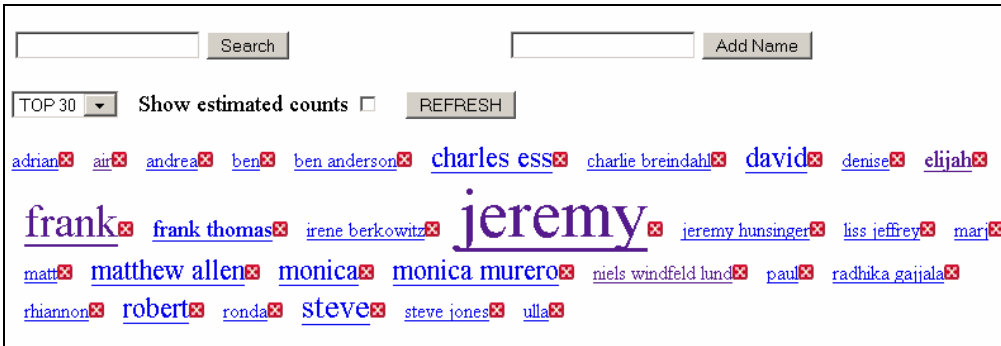 Search Add Name
TOP 30 Show estimated counts REFRESH
adrian air andrea ben ben anderson charles ess charlie breindahl david denise elijah
frank frank thomas irene berkowitz jeremy jeremy hunsinger liss jeffrey marj
matt matthew allen monica monica murero niels windfeld lund paul radhika gajjala
rhiannon robert ronda steve steve jones ulla